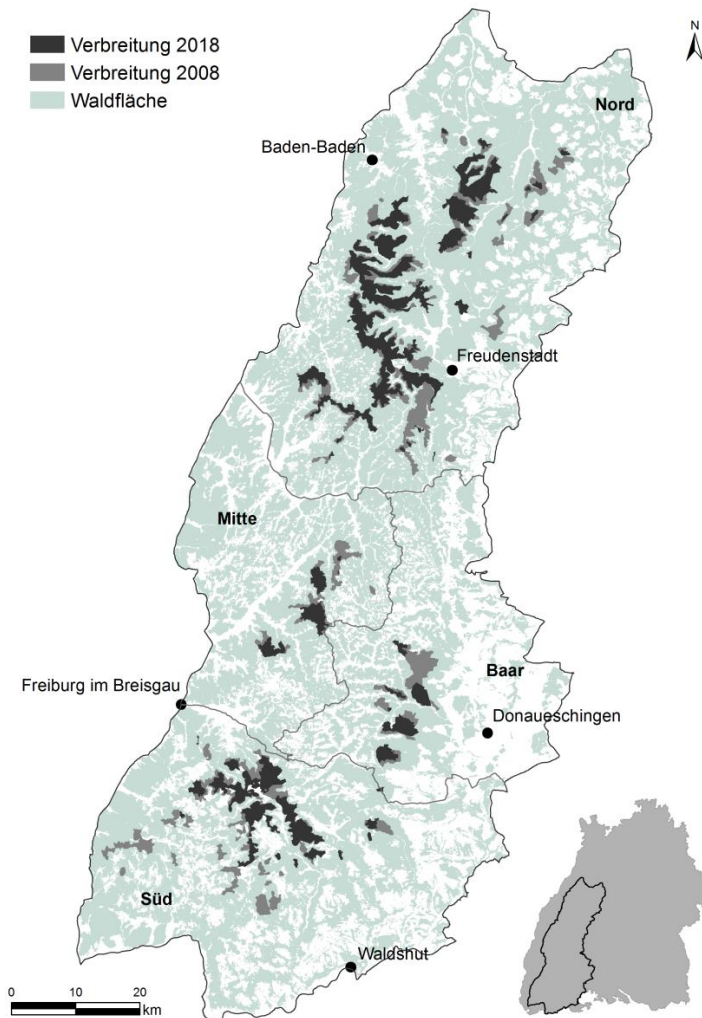 Verbreitung 2018
Verbreitung 2008
Waldfläche
N
Nord
Baden-Baden
Freudenstadt
Mitte
Baar
Freiburg im Breisgau
Donaueschingen
Süd
Waldshut
0 10 20
km